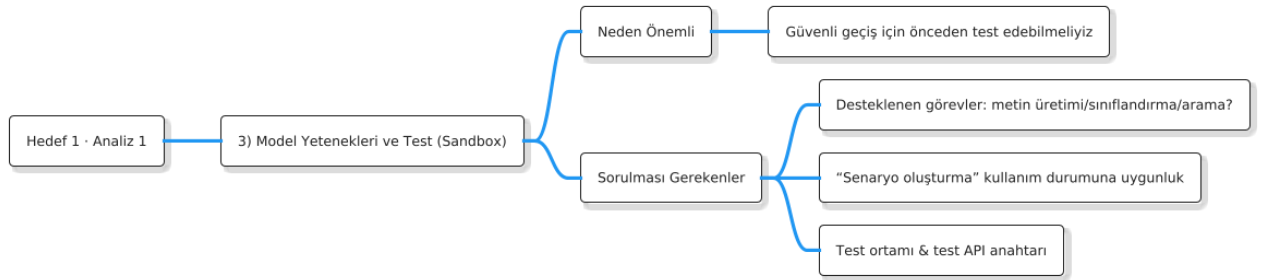 Hedef 1 · Analiz 1
3) Model Yetenekleri ve Test (Sandbox)
Neden Önemli
Güvenli geçiş için önceden test edebilmeliyiz
Sorulması Gerekenler
Desteklenen görevler: metin üretimi/sınıflandırma/arama?
“Senaryo oluşturma” kullanım durumuna uygunluk
Test ortamı & test API anahtarı